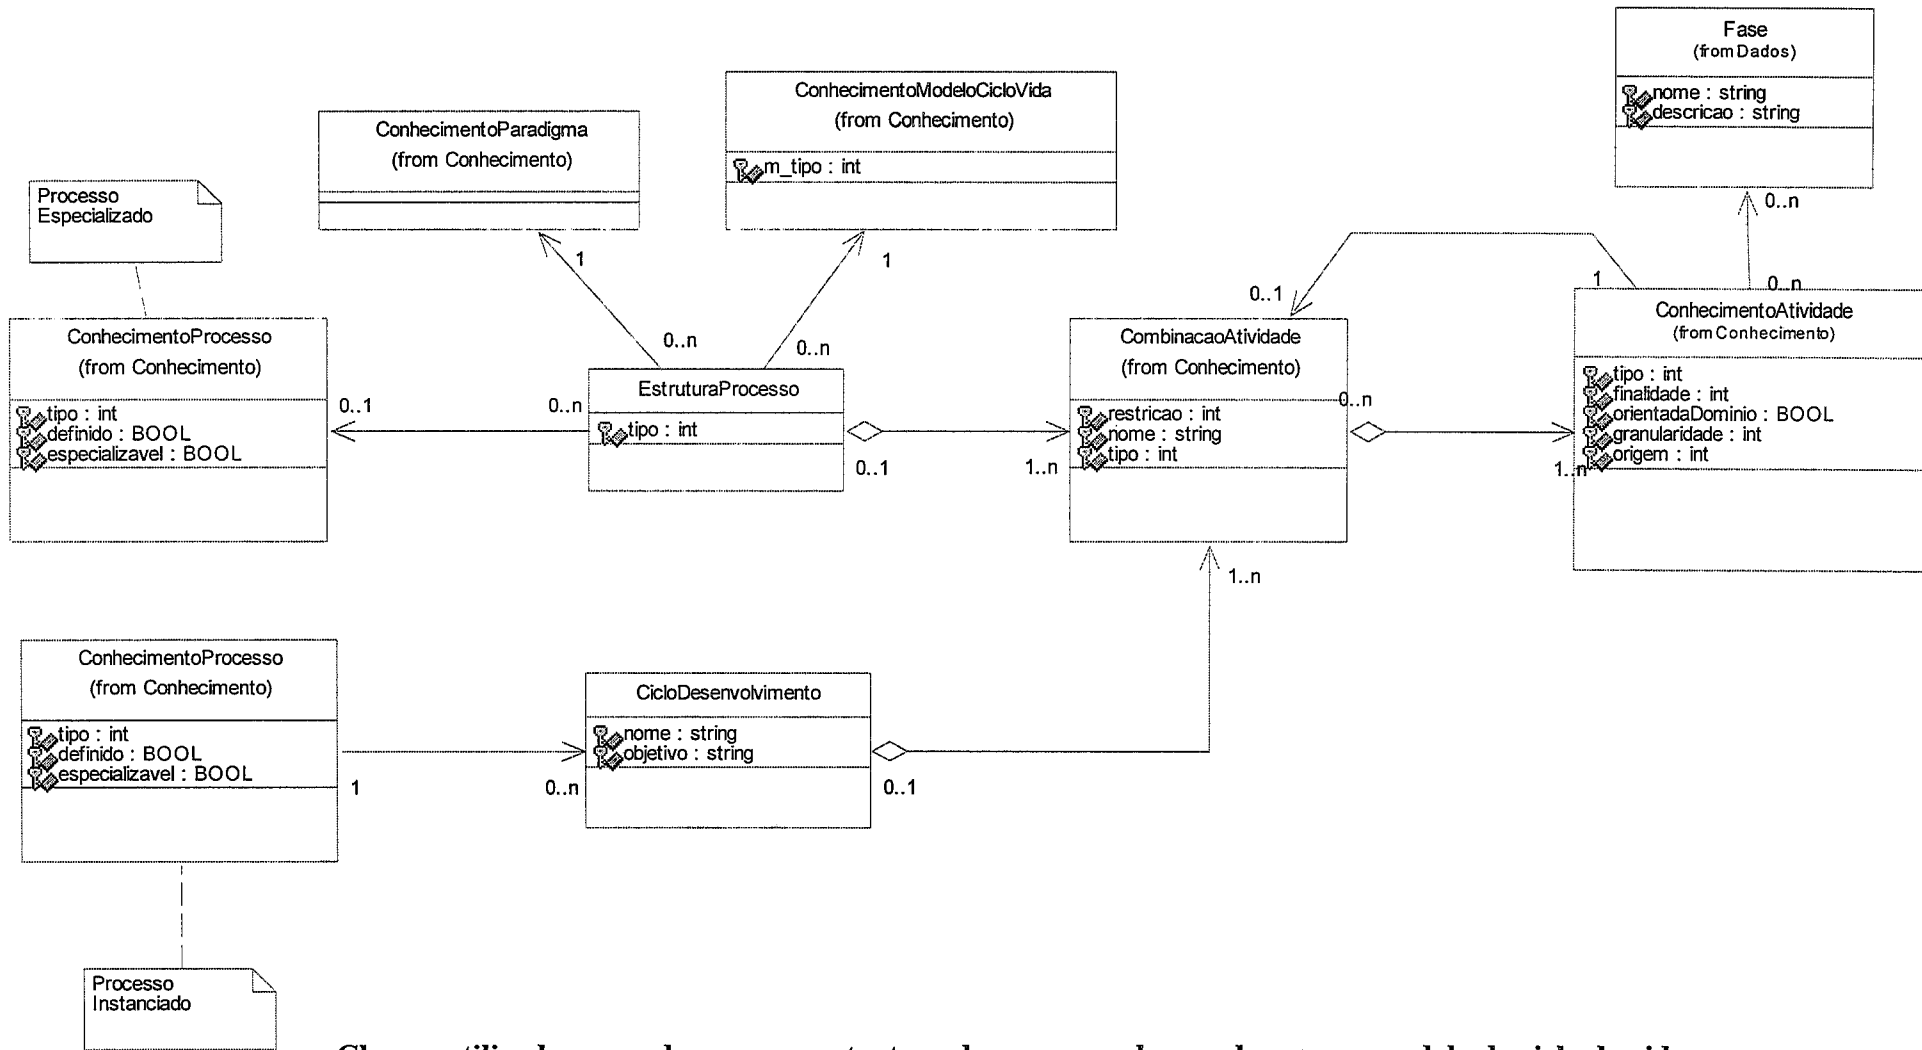 Fase
(from Dados)
nome : string
descricao : string
0..n
0..n
ConhecimentoModeloCicloVida
(from Conhecimento)
m_tipo : int
1
0..n
ConhecimentoParadigma
(from Conhecimento)
1
0..n
Processo
Especializado
ConhecimentoProcesso
(from Conhecimento)
tipo : int
definido : BOOL
especializavel : BOOL
0..1
0..n
EstruturaProcesso
tipo : int
0..1
1..n
0..1
1
CombinacaoAtividade
(from Conhecimento)
restricao : int
nome : string
tipo : int
0..n
1..n
ConhecimentoAtividade
(from Conhecimento)
tipo : int
finalidade : int
orientadaDominio : BOOL
granularidade : int
origem : int
1..n
ConhecimentoProcesso
(from Conhecimento)
tipo : int
definido : BOOL
especializavel : BOOL
1
0..n
CicloDesenvolvimento
nome : string
objetivo : string
0..1
Processo
Instanciado